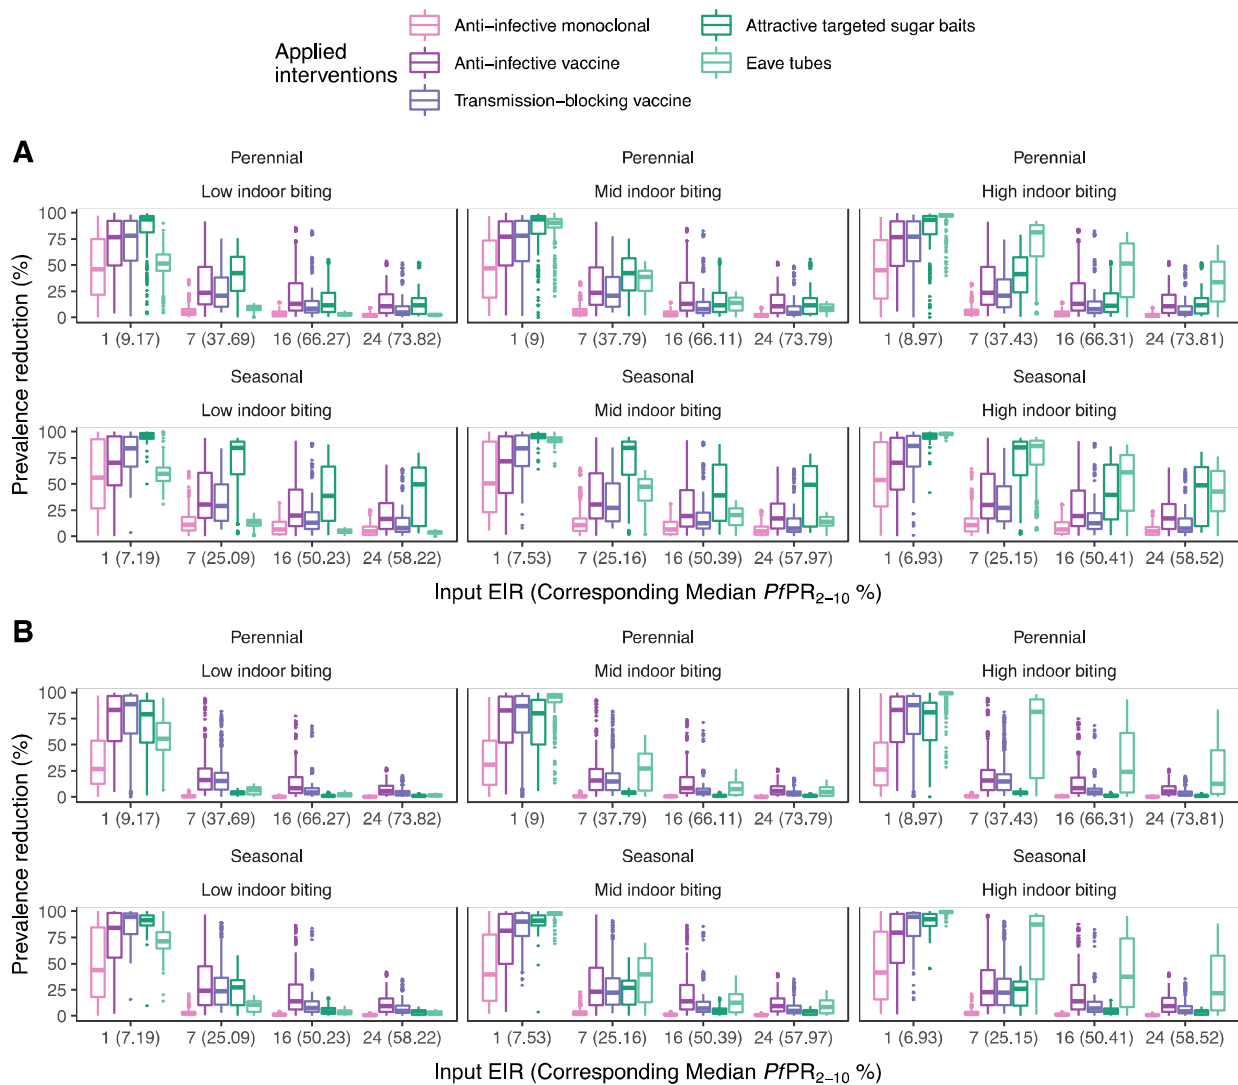 Applied
interventions
Anti−infective monoclonal
Anti−infective vaccine
Transmission−blocking vaccine
Attractive targeted sugar baits
Eave tubes
A
Perennial Perennial Perennial
Low indoor biting Mid indoor biting High indoor biting
Prevalence reduction (%)
100
75
50
25
0
1 (9.17) 7 (37.69) 16 (66.27) 24 (73.82) 1 (9) 7 (37.79) 16 (66.11) 24 (73.79) 1 (8.97) 7 (37.43) 16 (66.31) 24 (73.81)
Seasonal Seasonal Seasonal
Low indoor biting Mid indoor biting High indoor biting
100
75
50
25
0
1 (7.19) 7 (25.09) 16 (50.23) 24 (58.22) 1 (7.53) 7 (25.16) 16 (50.39) 24 (57.97) 1 (6.93) 7 (25.15) 16 (50.41) 24 (58.52)
Input EIR (Corresponding Median PfPR2−10 %)
B
Perennial Perennial Perennial
Low indoor biting Mid indoor biting High indoor biting
Prevalence reduction (%)
100
75
50
25
0
1 (9.17) 7 (37.69) 16 (66.27) 24 (73.82) 1 (9) 7 (37.79) 16 (66.11) 24 (73.79) 1 (8.97) 7 (37.43) 16 (66.31) 24 (73.81)
Seasonal Seasonal Seasonal
Low indoor biting Mid indoor biting High indoor biting
100
75
50
25
0
1 (7.19) 7 (25.09) 16 (50.23) 24 (58.22) 1 (7.53) 7 (25.16) 16 (50.39) 24 (57.97) 1 (6.93) 7 (25.15) 16 (50.41) 24 (58.52)
Input EIR (Corresponding Median PfPR2−10 %)